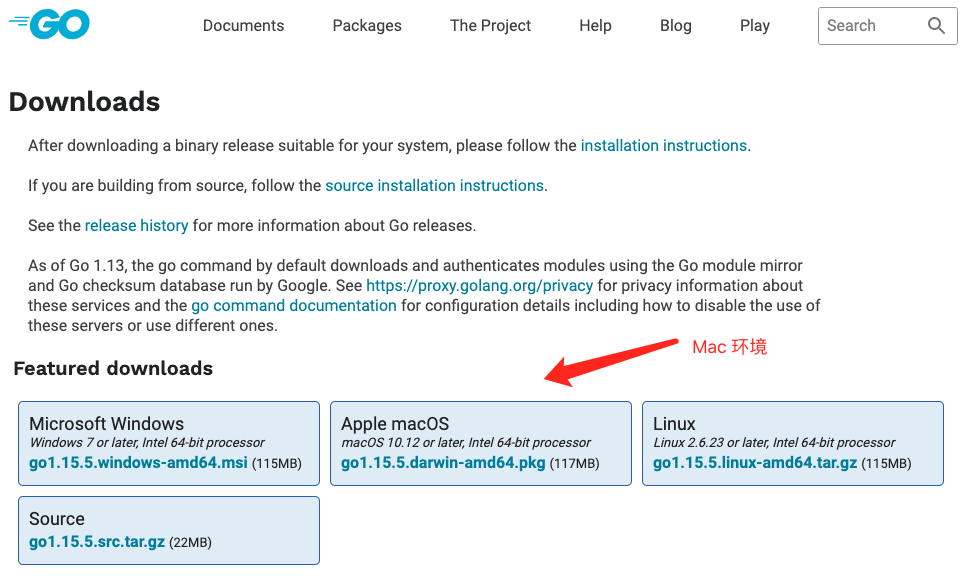 GO
Documents
Packages
The Project
Help
Blog
Play
Search
Downloads
After downloading a binary release suitable for your system, please follow the installation instructions.
If you are building from source, follow the source installation instructions.
See the release history for more information about Go releases.
As of Go 1.13, the go command by default downloads and authenticates modules using the Go module mirror
and Go checksum database run by Google. See https://proxy.golang.org/privacy for privacy information about
these services and the go command documentation for configuration details including how to disable the use of
these servers or use different ones.
Mac 环境
Featured downloads
Microsoft Windows
Windows 7 or later, Intel 64-bit processor
go1.15.5.windows-amd64.msi (115MB)
Apple macOS
macOS 10.12 or later, Intel 64-bit processor
go1.15.5.darwin-amd64.pkg (117MB)
Linux
Linux 2.6.23 or later, Intel 64-bit processor
go1.15.5.linux-amd64.tar.gz (115MB)
Source
go1.15.5.src.tar.gz (22MB)